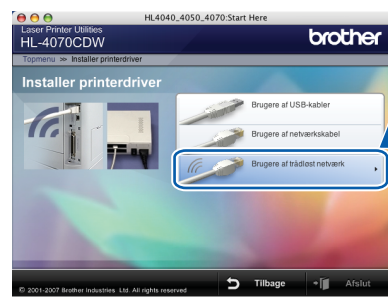 HL4040_4050_4070:Start Here
Laser Printer Utilities
HL-4070CDW
brother
Topmenu >> Installer printerdriver
Installer printerdriver
Brugere af USB-kabler
Brugere af netværkskabel
Brugere af trådløst netværk
© 2001-2007 Brother Industries Ltd. All rights reserved
Tilbage
Afslut